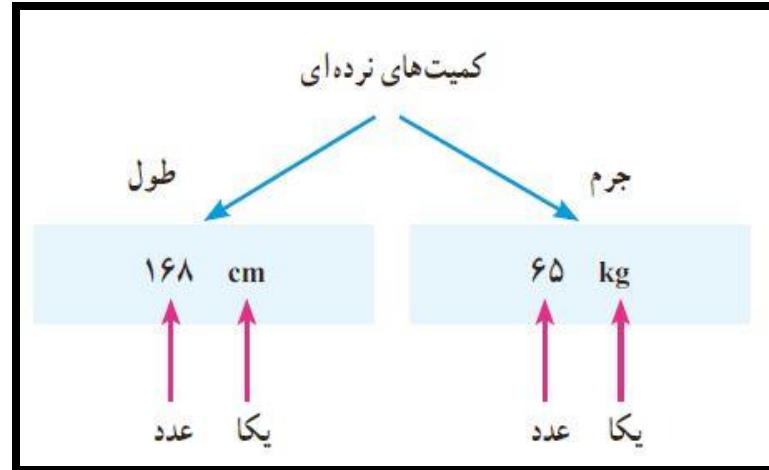 کمیت‌های نرده‌ای
جرم
طول
۶۵ kg
۱۶۸ cm
یکا
عدد
یکا
عدد